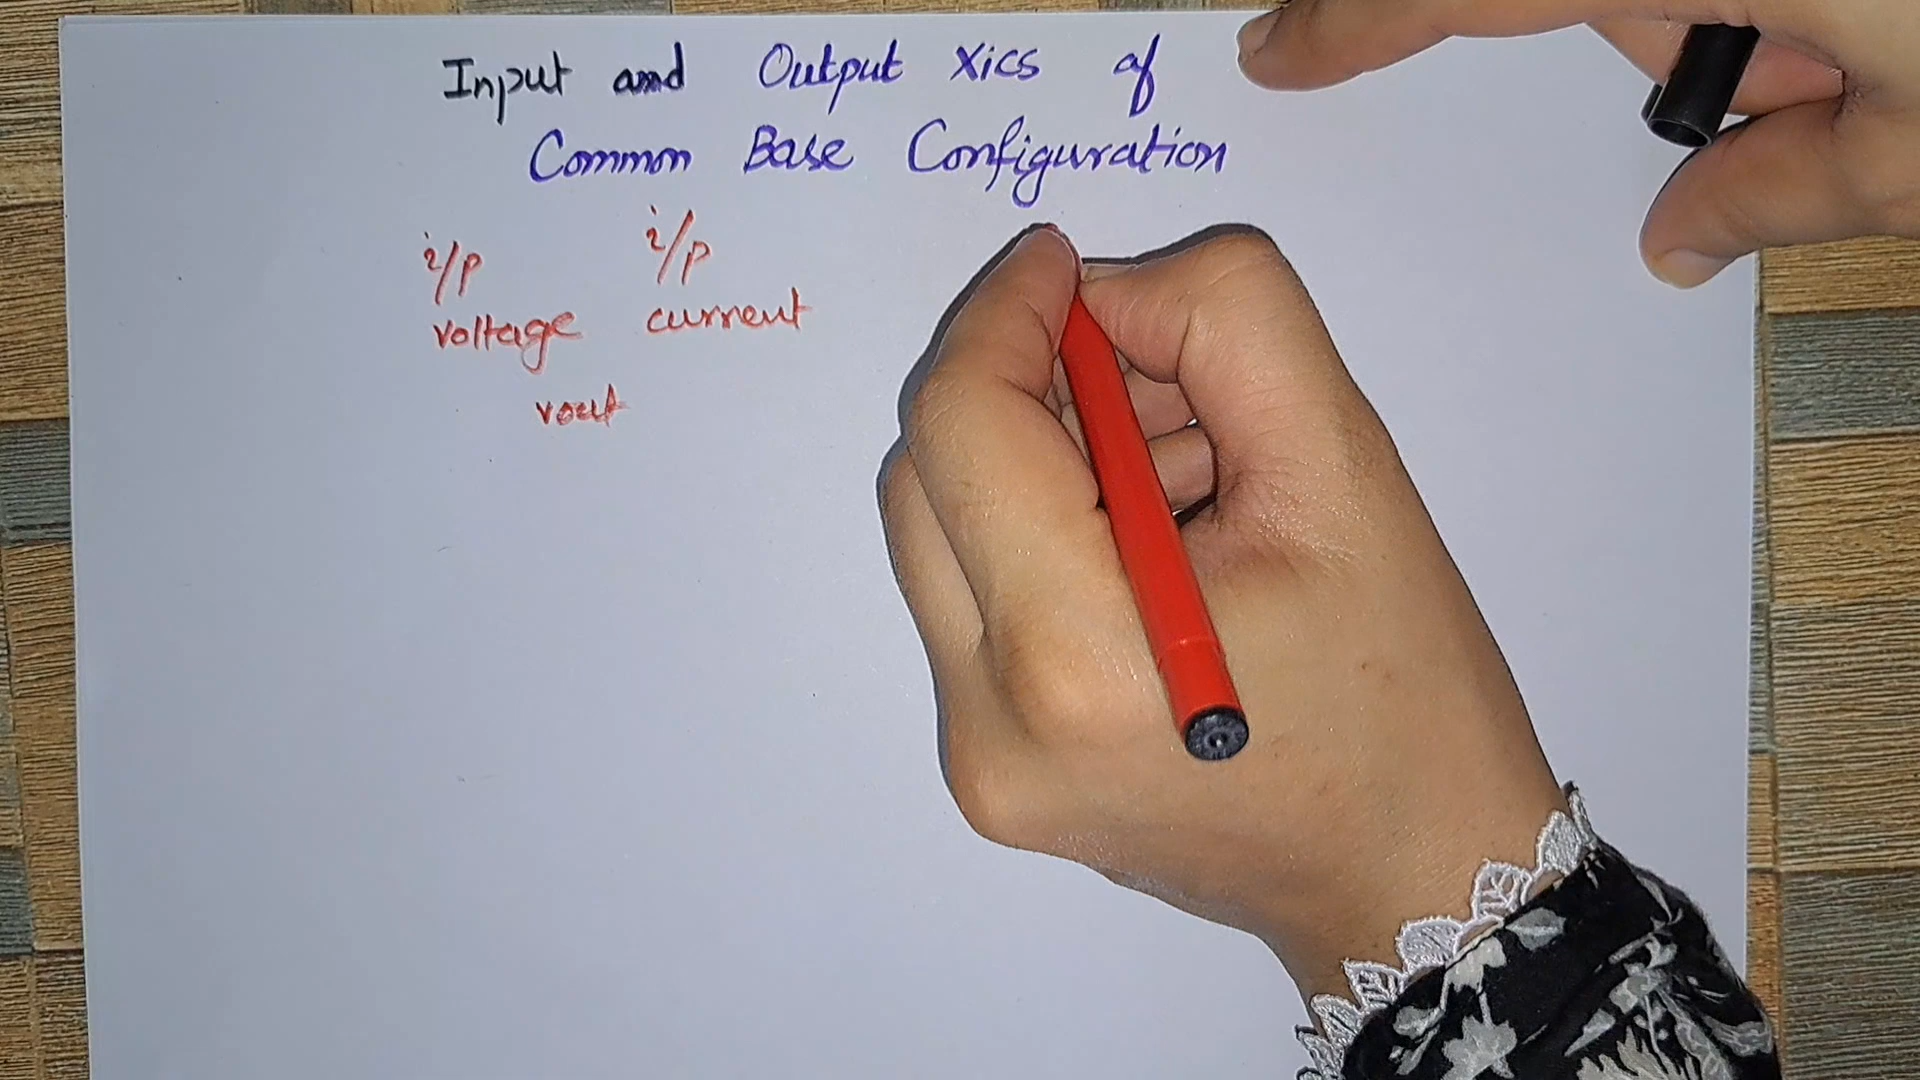 Input and Output Xics of
Common Base Configuration
i/p i/p
voltage current
vout